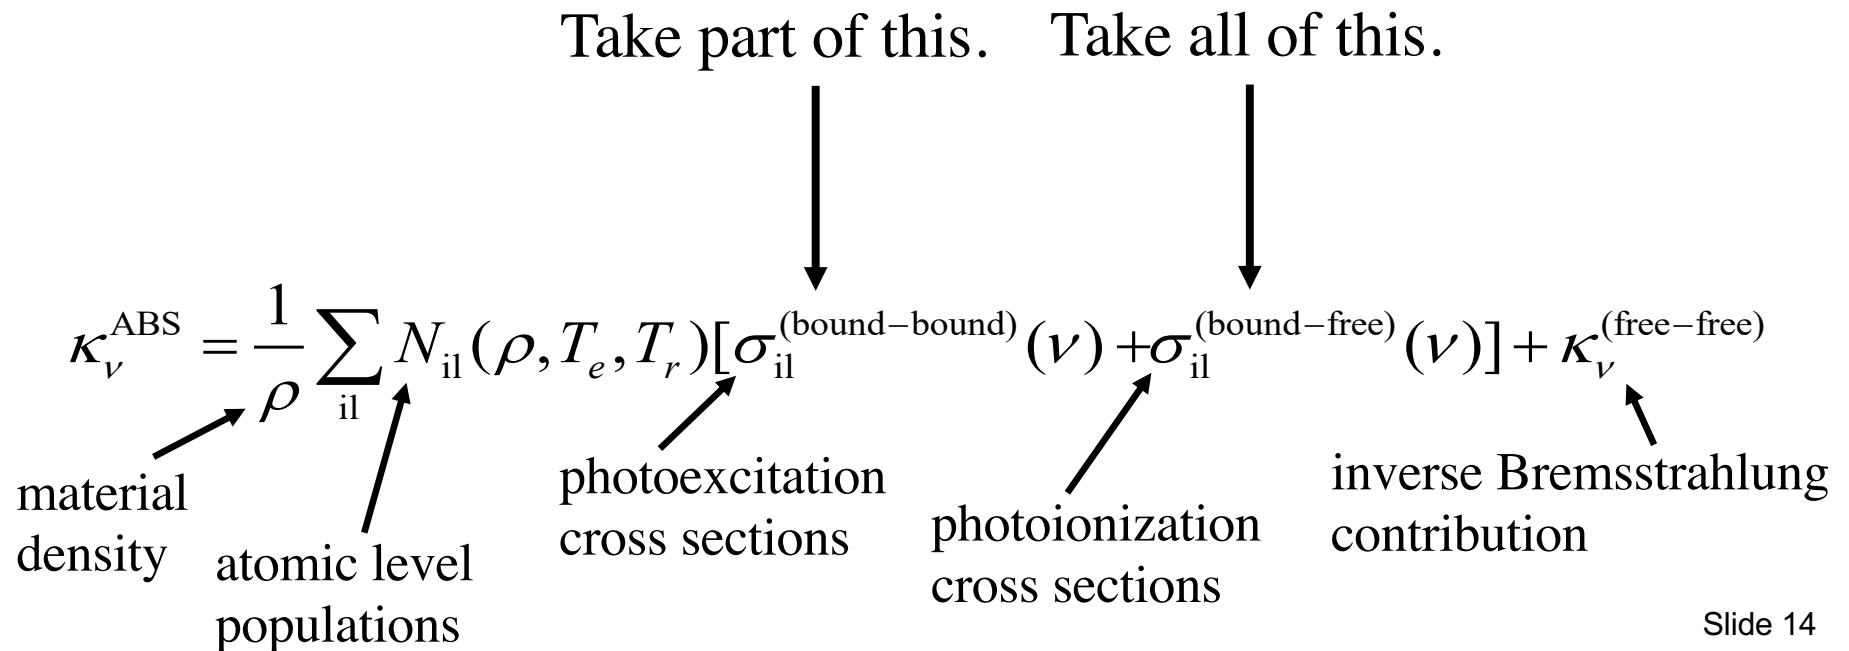 Take part of this. Take all of this.
κ_ν^ABS = 1/ρ ∑_il N_il(ρ, T_e, T_r)[σ_il^(bound−bound)(ν) + σ_il^(bound−free)(ν)] + κ_ν^(free−free)
material
density
atomic level
populations
photoexcitation
cross sections
photoionization
cross sections
inverse Bremsstrahlung
contribution
Slide 14